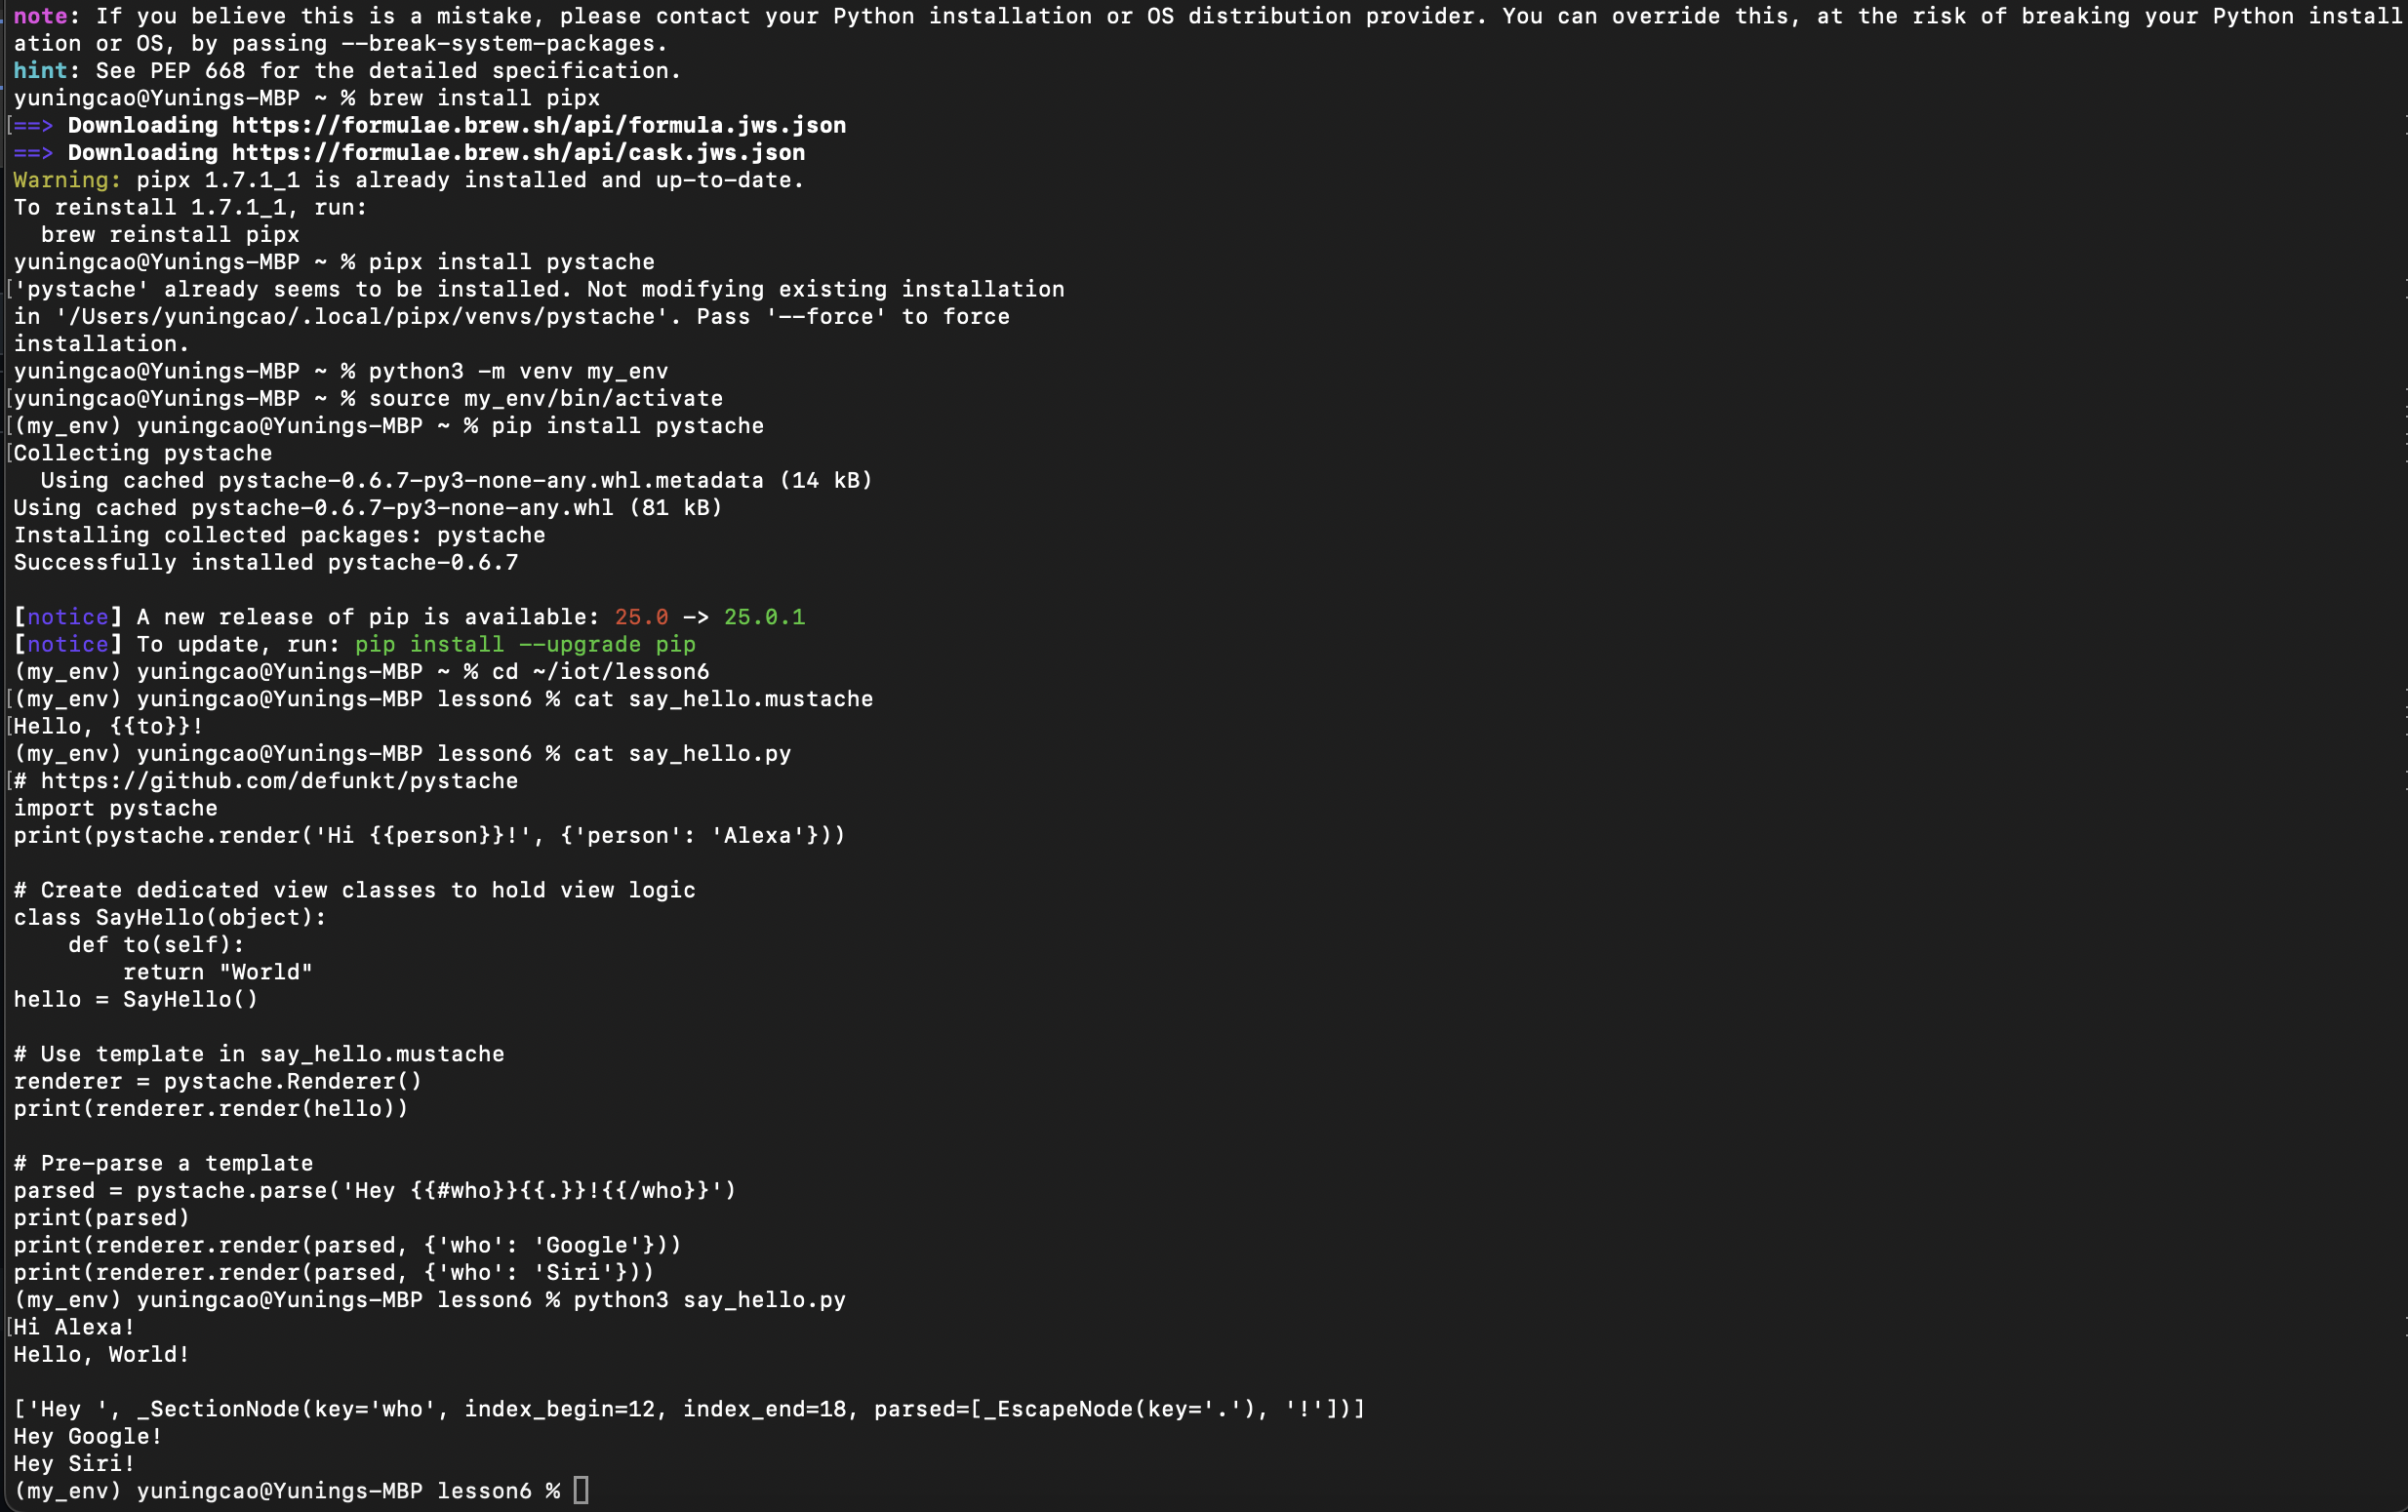 note: If you believe this is a mistake, please contact your Python installation or OS distribution provider. You can override this, at the risk of breaking your Python install
ation or OS, by passing --break-system-packages.
hint: See PEP 668 for the detailed specification.
yuningcao@Yunings-MBP ~ % brew install pipx
[==> Downloading https://formulae.brew.sh/api/formula.jws.json
==> Downloading https://formulae.brew.sh/api/cask.jws.json
Warning: pipx 1.7.1_1 is already installed and up-to-date.
To reinstall 1.7.1_1, run:
  brew reinstall pipx
yuningcao@Yunings-MBP ~ % pipx install pystache
['pystache' already seems to be installed. Not modifying existing installation
in '/Users/yuningcao/.local/pipx/venvs/pystache'. Pass '--force' to force
installation.
yuningcao@Yunings-MBP ~ % python3 -m venv my_env
[yuningcao@Yunings-MBP ~ % source my_env/bin/activate
[(my_env) yuningcao@Yunings-MBP ~ % pip install pystache
[Collecting pystache
  Using cached pystache-0.6.7-py3-none-any.whl.metadata (14 kB)
Using cached pystache-0.6.7-py3-none-any.whl (81 kB)
Installing collected packages: pystache
Successfully installed pystache-0.6.7

[notice] A new release of pip is available: 25.0 -> 25.0.1
[notice] To update, run: pip install --upgrade pip
(my_env) yuningcao@Yunings-MBP ~ % cd ~/iot/lesson6
[(my_env) yuningcao@Yunings-MBP lesson6 % cat say_hello.mustache
[Hello, {{to}}!
(my_env) yuningcao@Yunings-MBP lesson6 % cat say_hello.py
[# https://github.com/defunkt/pystache
import pystache
print(pystache.render('Hi {{person}}!', {'person': 'Alexa'}))

# Create dedicated view classes to hold view logic
class SayHello(object):
    def to(self):
        return "World"
hello = SayHello()

# Use template in say_hello.mustache
renderer = pystache.Renderer()
print(renderer.render(hello))

# Pre-parse a template
parsed = pystache.parse('Hey {{#who}}{{.}}!{{/who}}')
print(parsed)
print(renderer.render(parsed, {'who': 'Google'}))
print(renderer.render(parsed, {'who': 'Siri'}))
(my_env) yuningcao@Yunings-MBP lesson6 % python3 say_hello.py
[Hi Alexa!
Hello, World!

['Hey ', _SectionNode(key='who', index_begin=12, index_end=18, parsed=[_EscapeNode(key='.'), '!'])]
Hey Google!
Hey Siri!
(my_env) yuningcao@Yunings-MBP lesson6 %